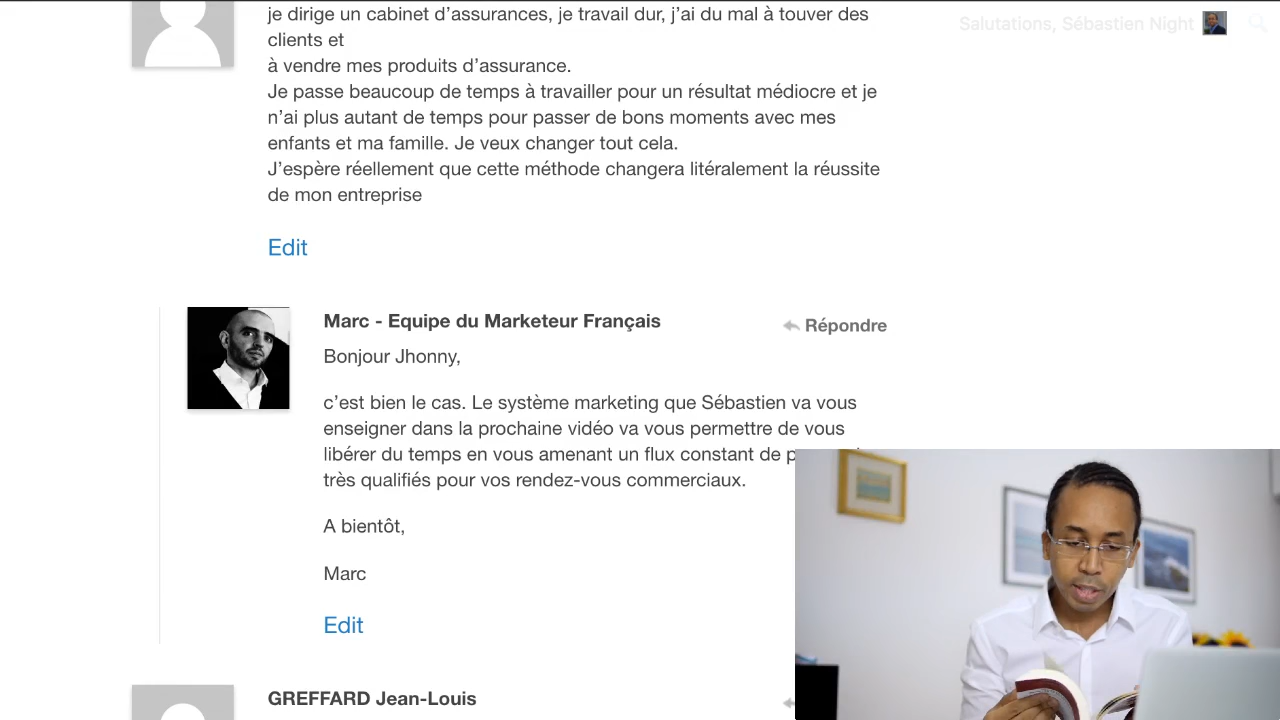 je dirige un cabinet d’assurances, je travail dur, j’ai du mal à touver des
clients et
à vendre mes produits d’assurance.
Je passe beaucoup de temps à travailler pour un résultat médiocre et je
n’ai plus autant de temps pour passer de bons moments avec mes
enfants et ma famille. Je veux changer tout cela.
J’espère réellement que cette méthode changera litéralement la réussite
de mon entreprise
Salutations, Sébastien Night
Edit
Marc - Equipe du Marketeur Français
Répondre
Bonjour Jhonny,
c’est bien le cas. Le système marketing que Sébastien va vous
enseigner dans la prochaine vidéo va vous permettre de vous
libérer du temps en vous amenant un flux constant de
très qualifiés pour vos rendez-vous commerciaux.
A bientôt,
Marc
Edit
GREFFARD Jean-Louis